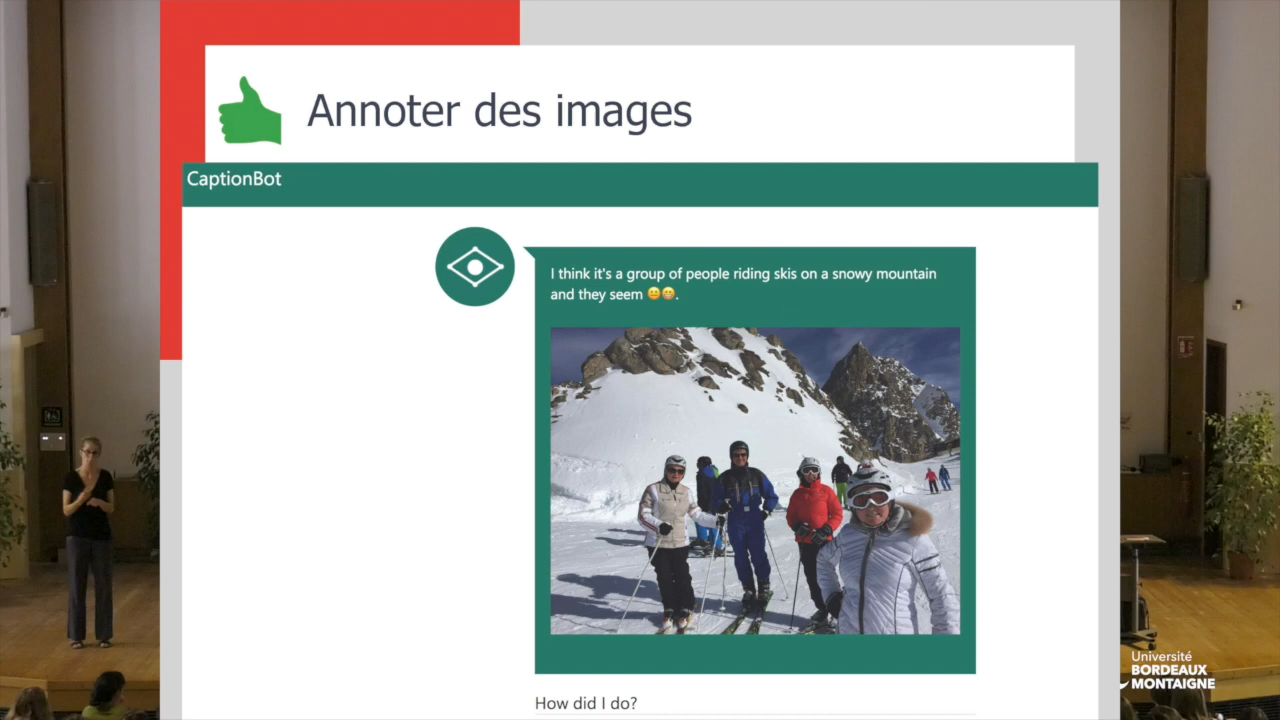 Annoter des images
CaptionBot
I think it's a group of people riding skis on a snowy mountain
and they seem 😐😁.
How did I do?
Université
BORDEAUX
MONTAIGNE